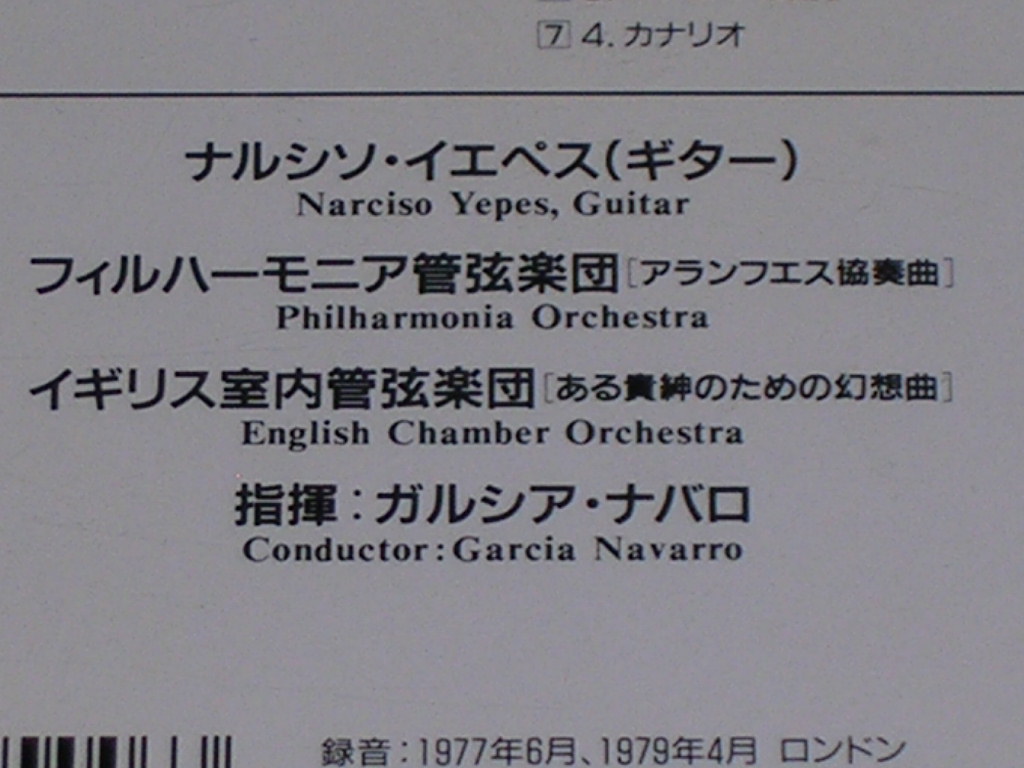 7 4. カナリオ
ナルシソ・イエペス(ギター)
Narciso Yepes, Guitar
フィルハーモニア管弦楽団[アランフエス協奏曲]
Philharmonia Orchestra
イギリス室内管弦楽団[ある貴紳のための幻想曲]
English Chamber Orchestra
指揮:ガルシア・ナバロ
Conductor:Garcia Navarro
録音:1977年6月、1979年4月 ロンドン